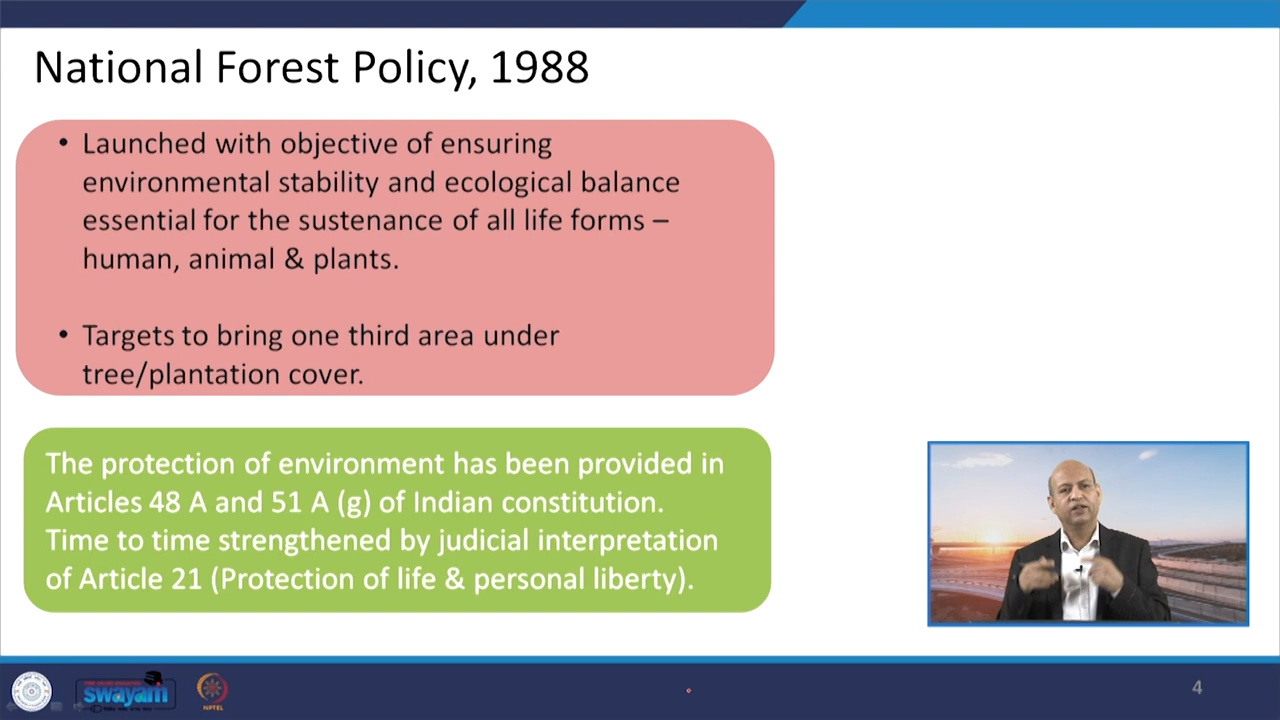 National Forest Policy, 1988
• Launched with objective of ensuring
environmental stability and ecological balance
essential for the sustenance of all life forms –
human, animal & plants.
• Targets to bring one third area under
tree/plantation cover.
The protection of environment has been provided in
Articles 48 A and 51 A (g) of Indian constitution.
Time to time strengthened by judicial interpretation
of Article 21 (Protection of life & personal liberty).
swayam
NPTEL
4